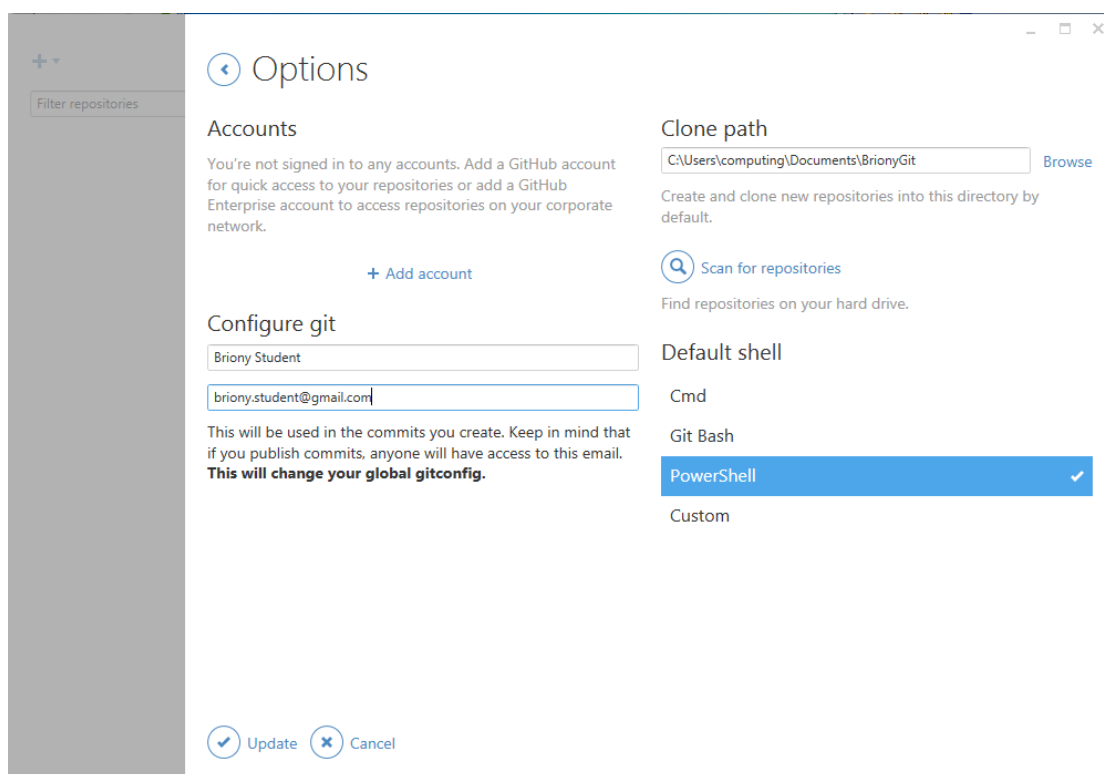 Filter repositories
Options
Accounts
You're not signed in to any accounts. Add a GitHub account
for quick access to your repositories or add a GitHub
Enterprise account to access repositories on your corporate
network.
+ Add account
Configure git
Briony Student
briony.student@gmail.com
This will be used in the commits you create. Keep in mind that
if you publish commits, anyone will have access to this email.
This will change your global gitconfig.
Update
Cancel
Clone path
C:\Users\computing\Documents\BrionyGit
Browse
Create and clone new repositories into this directory by
default.
Scan for repositories
Find repositories on your hard drive.
Default shell
Cmd
Git Bash
PowerShell
Custom